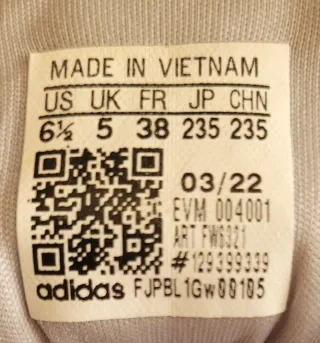 MADE IN VIETNAM
US UK FR JP CHN
6½ 5 38 235 235
03/22
EVM 004001
ART FW6321
#129399339
adidas FJPBL1Gw00105